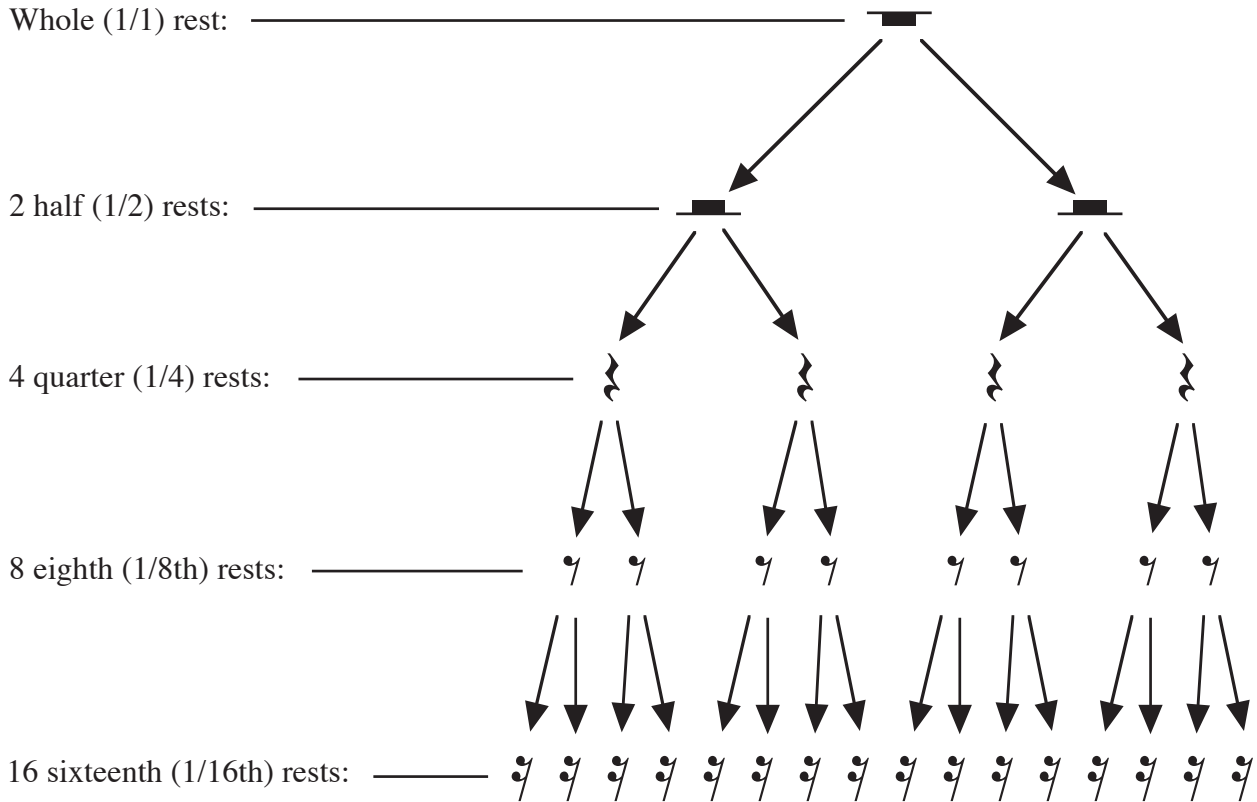 Whole (1/1) rest:
2 half (1/2) rests:
4 quarter (1/4) rests:
8 eighth (1/8th) rests:
16 sixteenth (1/16th) rests: